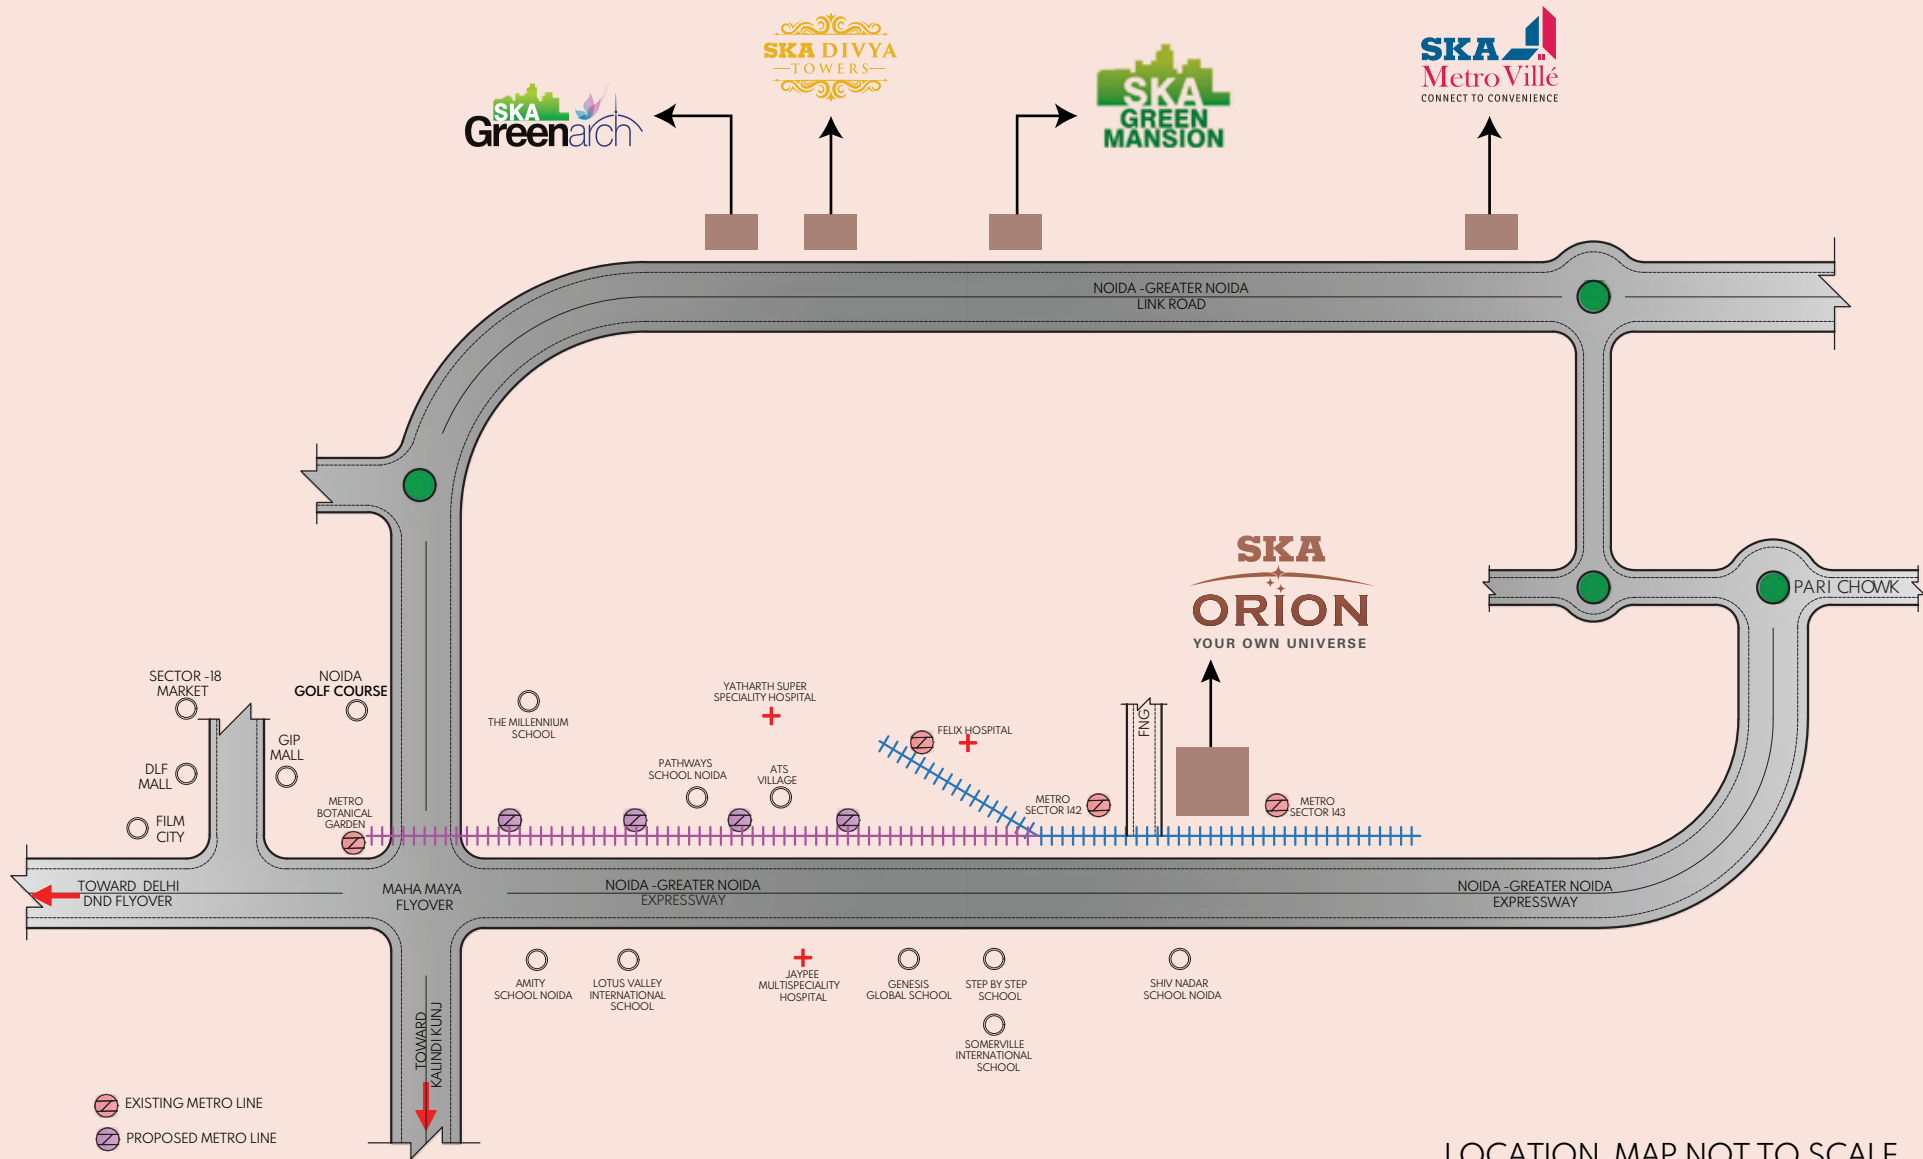 SKA DIVYA
TOWERS
SKA
Metro Villé
CONNECT TO CONVENIENCE
SKA
Greenarch
SKA
GREEN
MANSION
NOIDA -GREATER NOIDA
LINK ROAD
SKA
ORION
YOUR OWN UNIVERSE
PARI CHOWK
SECTOR -18
MARKET
NOIDA
GOLF COURSE
GIP
MALL
DLF
MALL
FILM
CITY
METRO
BOTANICAL
GARDEN
THE MILLENNIUM
SCHOOL
YATHARTH SUPER
SPECIALITY HOSPITAL
PATHWAYS
SCHOOL NOIDA
ATS
VILLAGE
FELIX HOSPITAL
FNG
METRO
SECTOR 142
METRO
SECTOR 143
TOWARD DELHI
DND FLYOVER
MAHA MAYA
FLYOVER
NOIDA -GREATER NOIDA
EXPRESSWAY
NOIDA -GREATER NOIDA
EXPRESSWAY
AMITY
SCHOOL NOIDA
LOTUS VALLEY
INTERNATIONAL
SCHOOL
JAYPEE
MULTISPECIALITY
HOSPITAL
GENESIS
GLOBAL SCHOOL
STEP BY STEP
SCHOOL
SOMERVILLE
INTERNATIONAL
SCHOOL
SHIV NADAR
SCHOOL NOIDA
TOWARD
KALINDI KUNJ
EXISTING METRO LINE
PROPOSED METRO LINE
LOCATION MAP NOT TO SCALE